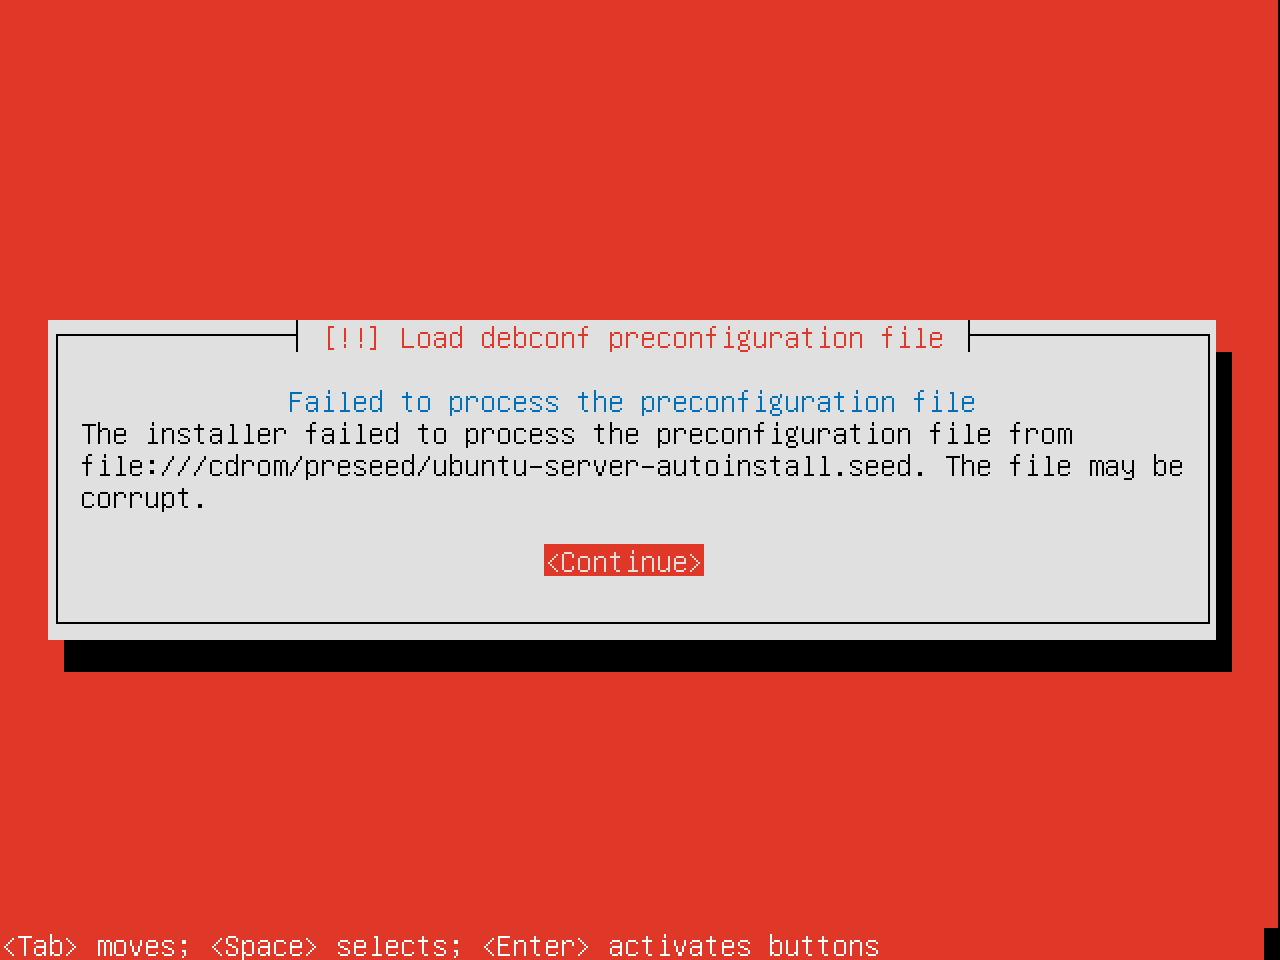 [!!] Load debconf preconfiguration file
Failed to process the preconfiguration file
The installer failed to process the preconfiguration file from
file:///cdrom/preseed/ubuntu-server-autoinstall.seed. The file may be
corrupt.
<Continue>
<Tab> moves; <Space> selects; <Enter> activates buttons